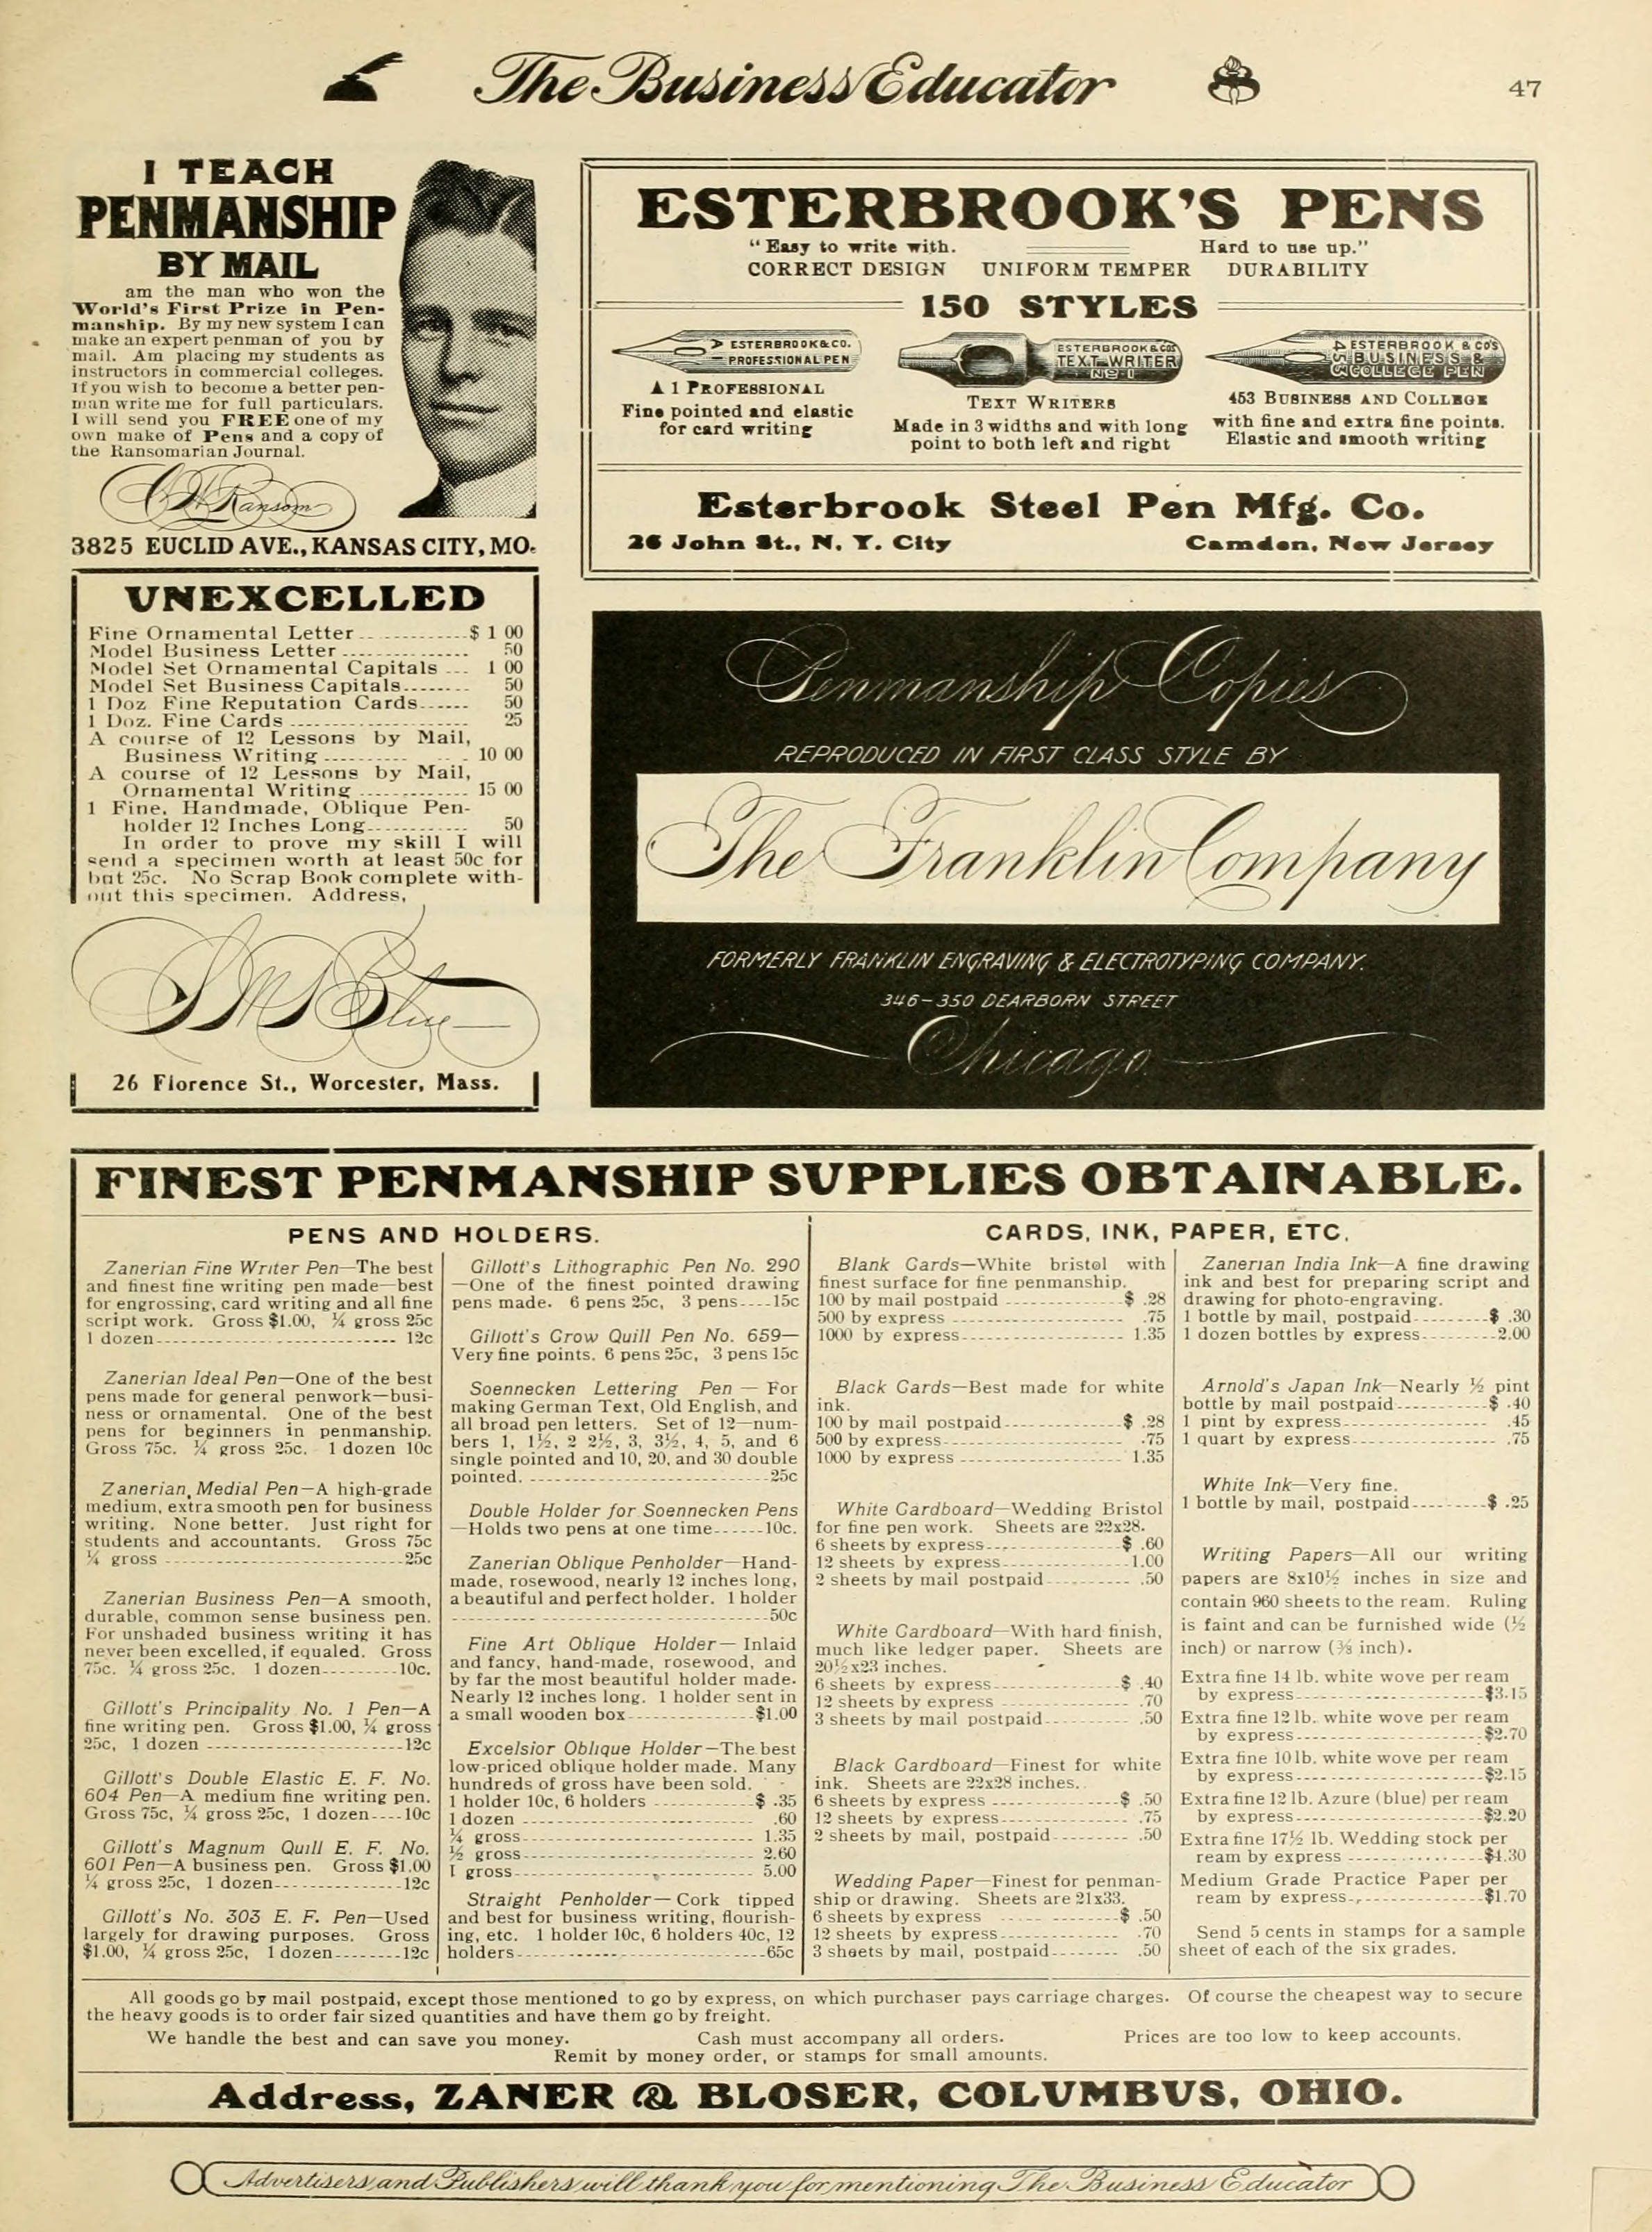 The Business Educator
47
I TEACH
PENMANSHIP
BY MAIL
am the man who won the
World's First Prize in Pen-
manship. By my new system I can
make an expert penman of you by
mail. Am placing my students as
instructors in commercial colleges.
If you wish to become a better pen-
man write me for full particulars.
I will send you FREE one of my
own make of Pens and a copy of
the Ransomarian Journal.
Ransom
3825 EUCLID AVE., KANSAS CITY, MO.
ESTERBROOK'S PENS
"Easy to write with. Hard to use up."
CORRECT DESIGN UNIFORM TEMPER DURABILITY
150 STYLES
ESTERBROOK & CO.
PROFESSIONAL PEN
A 1 PROFESSIONAL
Fine pointed and elastic
for card writing
ESTERBROOK & CO'S
TEXT WRITER
No 1
TEXT WRITERS
Made in 3 widths and with long
point to both left and right
ESTERBROOK & CO'S
BUSINESS &
COLLEGE PEN
453 BUSINESS AND COLLEGE
with fine and extra fine points.
Elastic and smooth writing
Esterbrook Steel Pen Mfg. Co.
26 John St., N. Y. City Camden, New Jersey
UNEXCELLED
Fine Ornamental Letter $ 1 00
Model Business Letter 50
Model Set Ornamental Capitals 1 00
Model Set Business Capitals 50
1 Doz Fine Reputation Cards 50
1 Doz. Fine Cards 25
A course of 12 Lessons by Mail,
Business Writing 10 00
A course of 12 Lessons by Mail,
Ornamental Writing 15 00
1 Fine, Handmade, Oblique Pen-
holder 12 Inches Long 50
In order to prove my skill I will
send a specimen worth at least 50c for
but 25c. No Scrap Book complete with-
out this specimen. Address,
S M Blue
26 Florence St., Worcester, Mass.
Penmanship Copies
REPRODUCED IN FIRST CLASS STYLE BY
The Franklin Company
FORMERLY FRANKLIN ENGRAVING & ELECTROTYPING COMPANY.
346-350 DEARBORN STREET
Chicago
FINEST PENMANSHIP SUPPLIES OBTAINABLE.
PENS AND HOLDERS.
Zanerian Fine Writer Pen—The best
and finest fine writing pen made—best
for engrossing, card writing and all fine
script work. Gross $1.00, ¼ gross 25c
1 dozen 12c
Zanerian Ideal Pen—One of the best
pens made for general penwork—busi-
ness or ornamental. One of the best
pens for beginners in penmanship.
Gross 75c. ¼ gross 25c. 1 dozen 10c
Zanerian Medial Pen—A high-grade
medium, extra smooth pen for business
writing. None better. Just right for
students and accountants. Gross 75c
¼ gross 25c
Zanerian Business Pen—A smooth,
durable, common sense business pen.
For unshaded business writing it has
never been excelled, if equaled. Gross
75c. ¼ gross 25c. 1 dozen 10c.
Gillott's Principality No. 1 Pen—A
fine writing pen. Gross $1.00, ¼ gross
25c, 1 dozen 12c
Gillott's Double Elastic E. F. No.
604 Pen—A medium fine writing pen.
Gross 75c, ¼ gross 25c, 1 dozen 10c
Gillott's Magnum Quill E. F. No.
601 Pen—A business pen. Gross $1.00
¼ gross 25c, 1 dozen 12c
Gillott's No. 303 E. F. Pen—Used
largely for drawing purposes. Gross
$1.00, ¼ gross 25c, 1 dozen 12c
Gillott's Lithographic Pen No. 290
—One of the finest pointed drawing
pens made. 6 pens 25c, 3 pens 15c
Gillott's Crow Quill Pen No. 659—
Very fine points. 6 pens 25c, 3 pens 15c
Soennecken Lettering Pen — For
making German Text, Old English, and
all broad pen letters. Set of 12—num-
bers 1, 1½, 2 2½, 3, 3½, 4, 5, and 6
single pointed and 10, 20, and 30 double
pointed. 25c
Double Holder for Soennecken Pens
—Holds two pens at one time 10c.
Zanerian Oblique Penholder—Hand-
made, rosewood, nearly 12 inches long,
a beautiful and perfect holder. 1 holder
50c
Fine Art Oblique Holder— Inlaid
and fancy, hand-made, rosewood, and
by far the most beautiful holder made.
Nearly 12 inches long. 1 holder sent in
a small wooden box $1.00
Excelsior Oblique Holder—The best
low-priced oblique holder made. Many
hundreds of gross have been sold.
1 holder 10c, 6 holders $ .35
1 dozen .60
¼ gross 1.35
½ gross 2.60
1 gross 5.00
Straight Penholder— Cork tipped
and best for business writing, flourish-
ing, etc. 1 holder 10c, 6 holders 40c, 12
holders 65c
CARDS, INK, PAPER, ETC.
Blank Cards—White bristol with
finest surface for fine penmanship.
100 by mail postpaid $ .28
500 by express .75
1000 by express 1.35
Black Cards—Best made for white
ink.
100 by mail postpaid $ .28
500 by express .75
1000 by express 1.35
White Cardboard—Wedding Bristol
for fine pen work. Sheets are 22x28.
6 sheets by express $ .60
12 sheets by express 1.00
2 sheets by mail postpaid .50
White Cardboard—With hard finish,
much like ledger paper. Sheets are
20½x23 inches.
6 sheets by express $ .40
12 sheets by express .70
3 sheets by mail postpaid .50
Black Cardboard—Finest for white
ink. Sheets are 22x28 inches.
6 sheets by express $ .50
12 sheets by express .75
2 sheets by mail, postpaid .50
Wedding Paper—Finest for penman-
ship or drawing. Sheets are 21x33.
6 sheets by express $ .50
12 sheets by express .70
3 sheets by mail, postpaid .50
Zanerian India Ink—A fine drawing
ink and best for preparing script and
drawing for photo-engraving.
1 bottle by mail, postpaid $ .30
1 dozen bottles by express 2.00
Arnold's Japan Ink—Nearly ½ pint
bottle by mail postpaid $ .40
1 pint by express .45
1 quart by express .75
White Ink—Very fine.
1 bottle by mail, postpaid $ .25
Writing Papers—All our writing
papers are 8x10½ inches in size and
contain 960 sheets to the ream. Ruling
is faint and can be furnished wide (½
inch) or narrow (⅜ inch).
Extra fine 14 lb. white wove per ream
by express $3.15
Extra fine 12 lb. white wove per ream
by express $2.70
Extra fine 10 lb. white wove per ream
by express $2.15
Extra fine 12 lb. Azure (blue) per ream
by express $2.20
Extra fine 17½ lb. Wedding stock per
ream by express $4.30
Medium Grade Practice Paper per
ream by express $1.70
Send 5 cents in stamps for a sample
sheet of each of the six grades.
All goods go by mail postpaid, except those mentioned to go by express, on which purchaser pays carriage charges. Of course the cheapest way to secure
the heavy goods is to order fair sized quantities and have them go by freight.
We handle the best and can save you money. Cash must accompany all orders. Prices are too low to keep accounts.
Remit by money order, or stamps for small amounts.
Address, ZANER & BLOSER, COLUMBUS, OHIO.
Advertisers and Publishers will thank you for mentioning The Business Educator